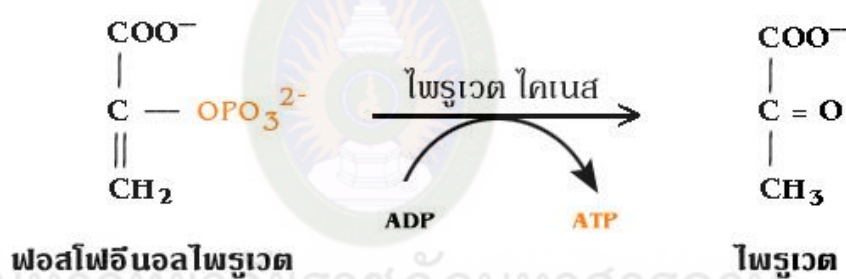 COO⁻
C — OPO₃²⁻
CH₂
ฟอสโฟอีนอลไพรูเวต
ไพรูเวต ไคเนส
ADP
ATP
COO⁻
C = O
CH₃
ไพรูเวต